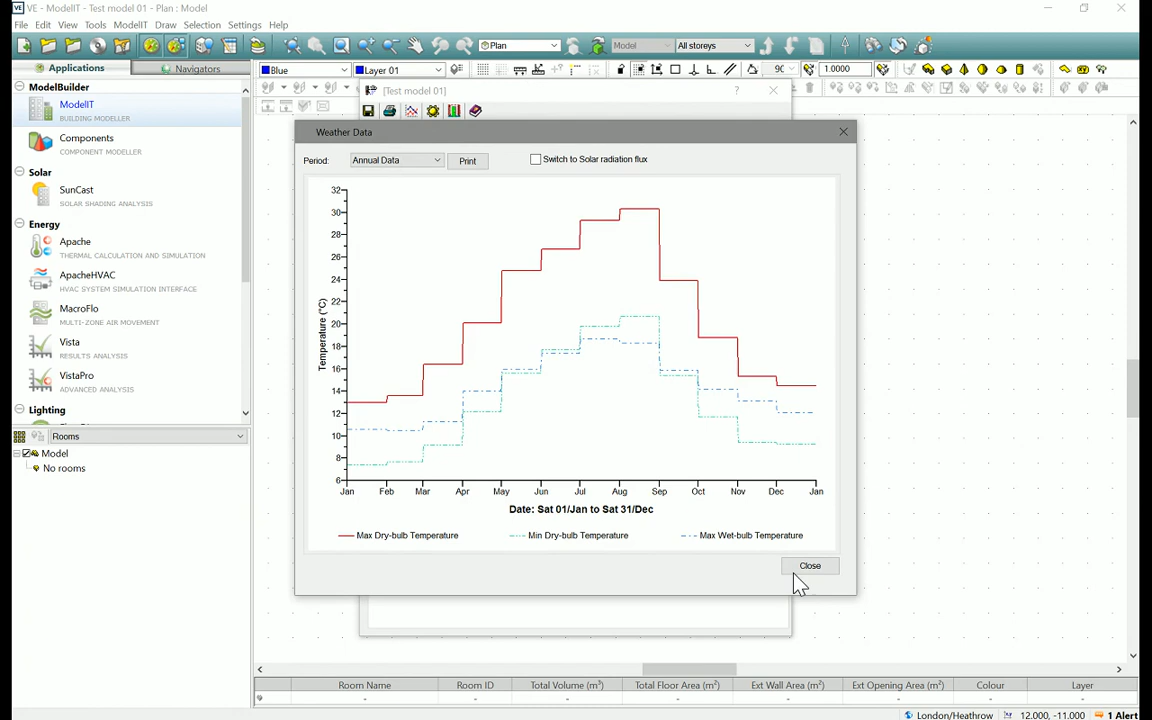 VE - ModelIT - Test model 01 - Plan : Model
File Edit View Tools ModelIT Draw Selection Settings Help
Plan Model All storeys
Applications Navigators
Blue Layer 01 90 1.0000
[Test model 01] ?
ModelBuilder
ModelIT
BUILDING MODELLER
Components
COMPONENT MODELLER
Solar
SunCast
SOLAR SHADING ANALYSIS
Energy
Apache
THERMAL CALCULATION AND SIMULATION
ApacheHVAC
HVAC SYSTEM SIMULATION INTERFACE
MacroFlo
MULTI-ZONE AIR MOVEMENT
Vista
RESULTS ANALYSIS
VistaPro
ADVANCED ANALYSIS
Lighting
Rooms
Model
No rooms
Weather Data
Period: Annual Data Print Switch to Solar radiation flux
32
30
28
26
24
22
20
18
16
14
12
10
8
6
Temperature (°C)
Jan Feb Mar Apr May Jun Jul Aug Sep Oct Nov Dec Jan
Date: Sat 01/Jan to Sat 31/Dec
Max Dry-bulb Temperature Min Dry-bulb Temperature Max Wet-bulb Temperature
Close
Room Name Room ID Total Volume (m³) Total Floor Area (m²) Ext Wall Area (m²) Ext Opening Area (m²) Colour Layer
- - - - - - - -
London/Heathrow 12.000, -11.000 1 Alert